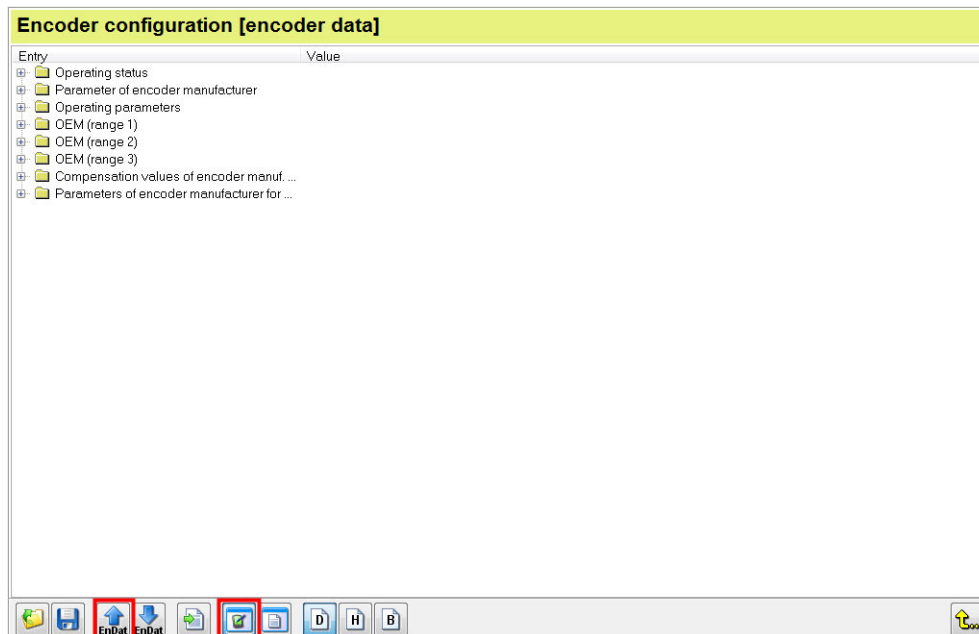 Encoder configuration [encoder data]
Entry Value
Operating status
Parameter of encoder manufacturer
Operating parameters
OEM (range 1)
OEM (range 2)
OEM (range 3)
Compensation values of encoder manuf. ...
Parameters of encoder manufacturer for ...
EnDat EnDat D H B